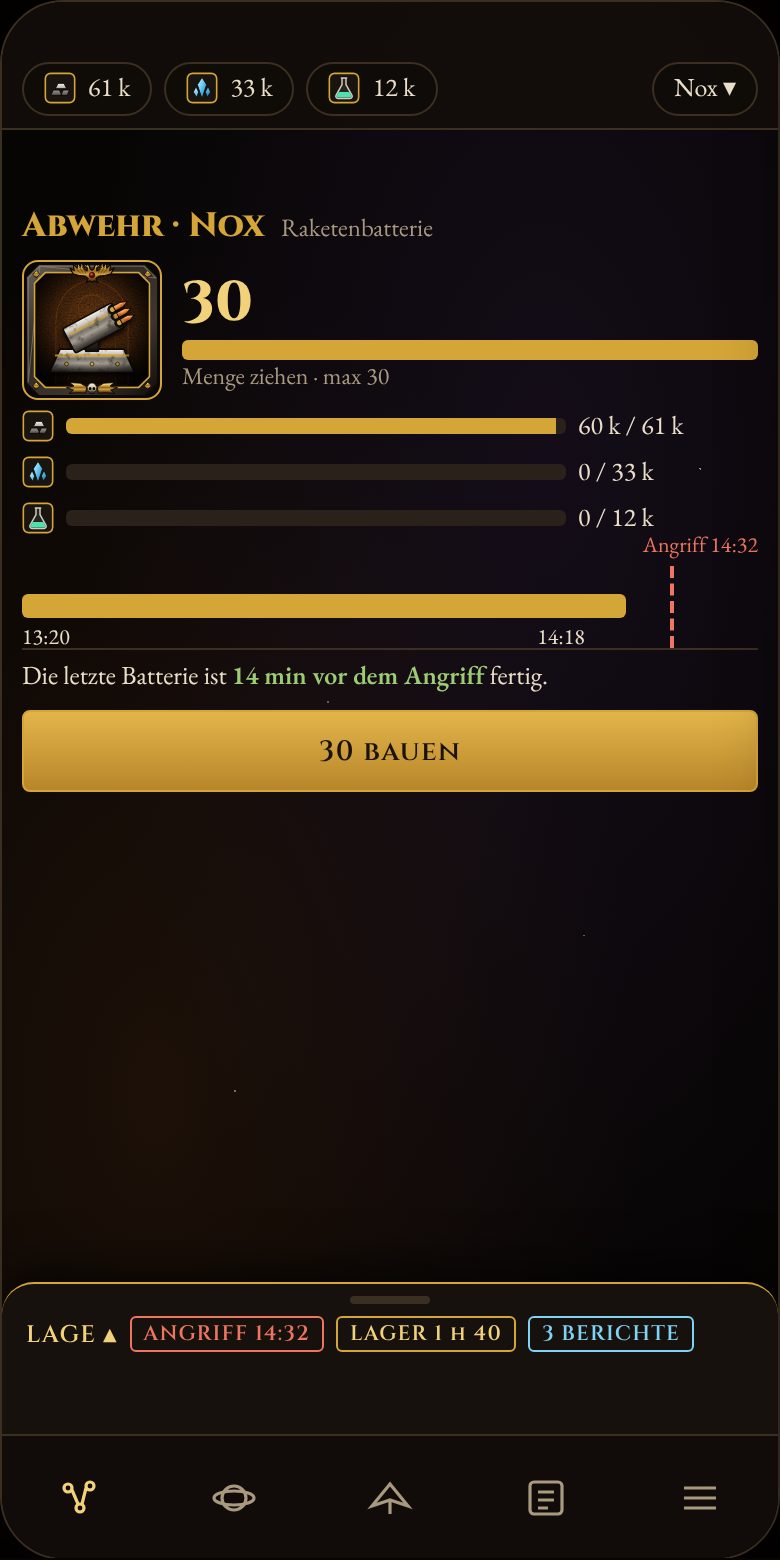 61 k 33 k 12 k Nox ▼
Abwehr · Nox Raketenbatterie
30
Menge ziehen · max 30
60 k / 61 k
0 / 33 k
0 / 12 k
Angriff 14:32
13:20 14:18
Die letzte Batterie ist 14 min vor dem Angriff fertig.
30 BAUEN
LAGE ▲ ANGRIFF 14:32 LAGER 1 H 40 3 BERICHTE